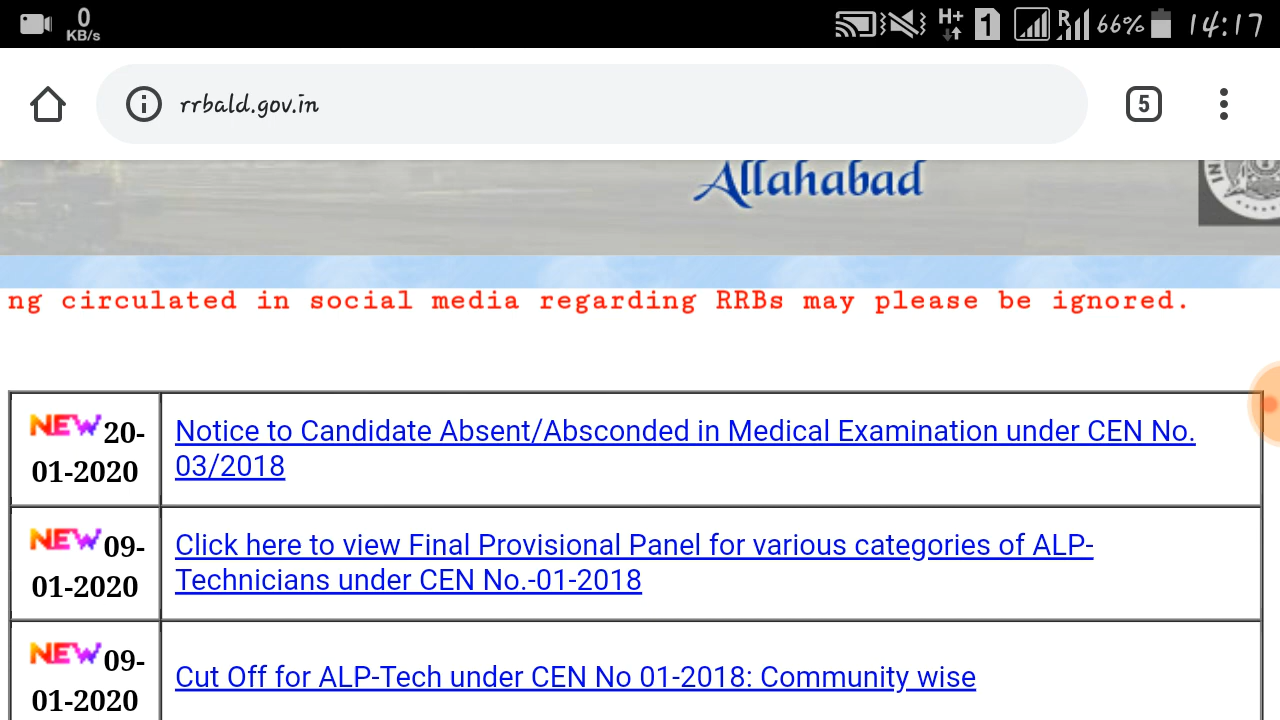 0
KB/s
H+
1
R
66%
14:17
rrbald.gov.in
5
Allahabad
INI
ng circulated in social media regarding RRBs may please be ignored.
NEW 20-
01-2020
Notice to Candidate Absent/Absconded in Medical Examination under CEN No.
03/2018
NEW 09-
01-2020
Click here to view Final Provisional Panel for various categories of ALP-
Technicians under CEN No.-01-2018
NEW 09-
01-2020
Cut Off for ALP-Tech under CEN No 01-2018: Community wise